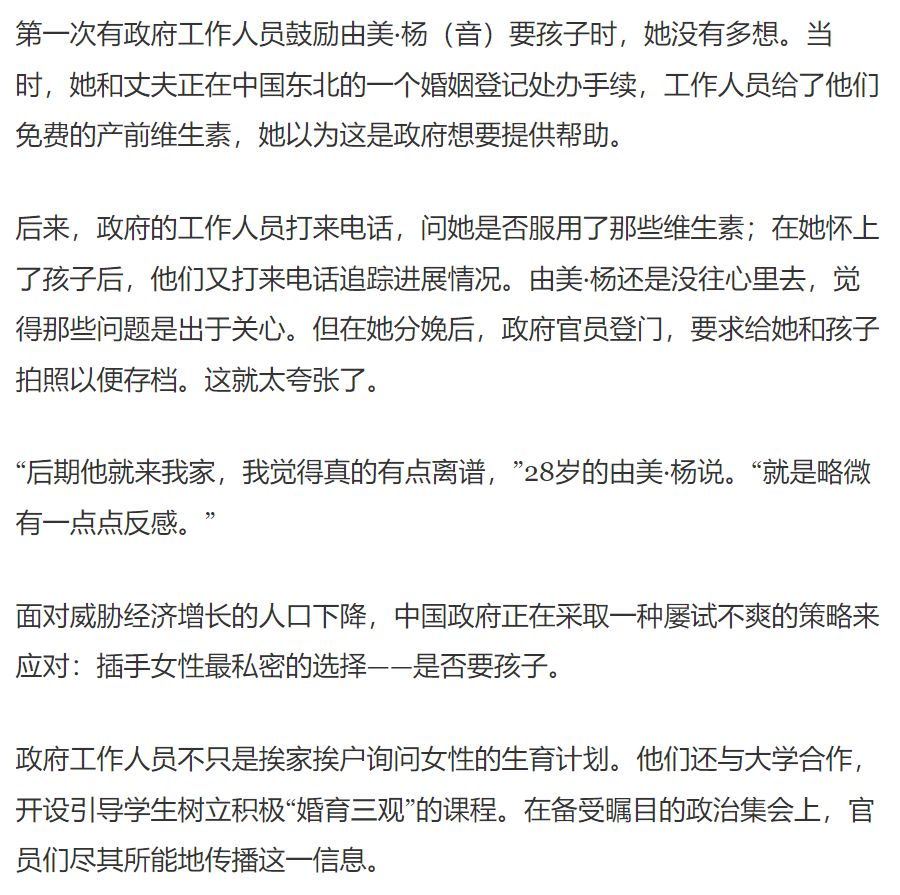 第一次有政府工作人员鼓励由美·杨（音）要孩子时，她没有多想。当
时，她和丈夫正在中国东北的一个婚姻登记处办手续，工作人员给了他们
免费的产前维生素，她以为这是政府想要提供帮助。
后来，政府的工作人员打来电话，问她是否服用了那些维生素；在她怀上
了孩子后，他们又打来电话追踪进展情况。由美·杨还是没往心里去，觉
得那些问题是出于关心。但在她分娩后，政府官员登门，要求给她和孩子
拍照以便存档。这就太夸张了。
“后期他就来我家，我觉得真的有点离谱，”28岁的由美·杨说。“就是略微
有一点点反感。”
面对威胁经济增长的人口下降，中国政府正在采取一种屡试不爽的策略来
应对：插手女性最私密的选择——是否要孩子。
政府工作人员不只是挨家挨户询问女性的生育计划。他们还与大学合作，
开设引导学生树立积极“婚育三观”的课程。在备受瞩目的政治集会上，官
员们尽其所能地传播这一信息。